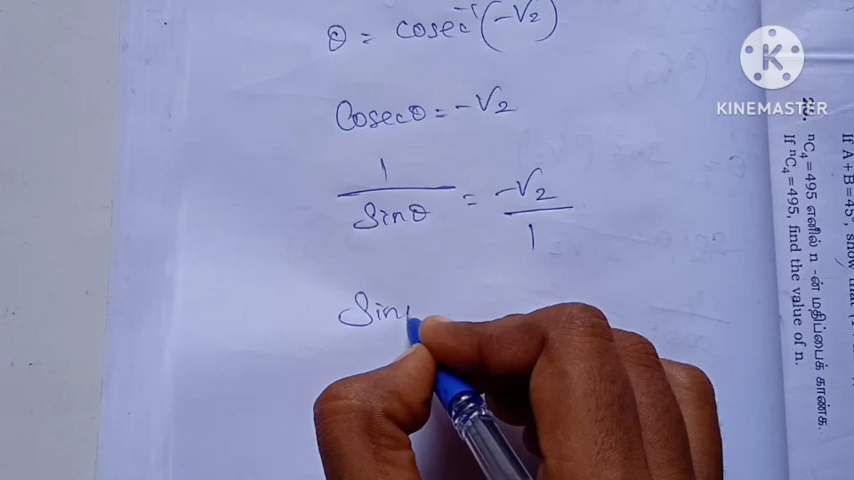 θ = cosec⁻¹(-√2)
Cosecθ = -√2
1/Sinθ = -√2/1
Sin
KINEMASTER
If A+B=45°, show that (1
ⁿC₄=495 எனில் n -ன் மதிப்பைக் காண்க.
If ⁿC₄=495, find the value of n.